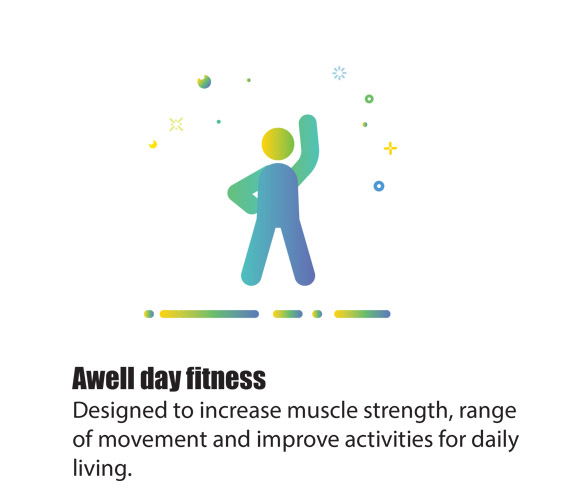 Awell day fitness
Designed to increase muscle strength, range
of movement and improve activities for daily
living.